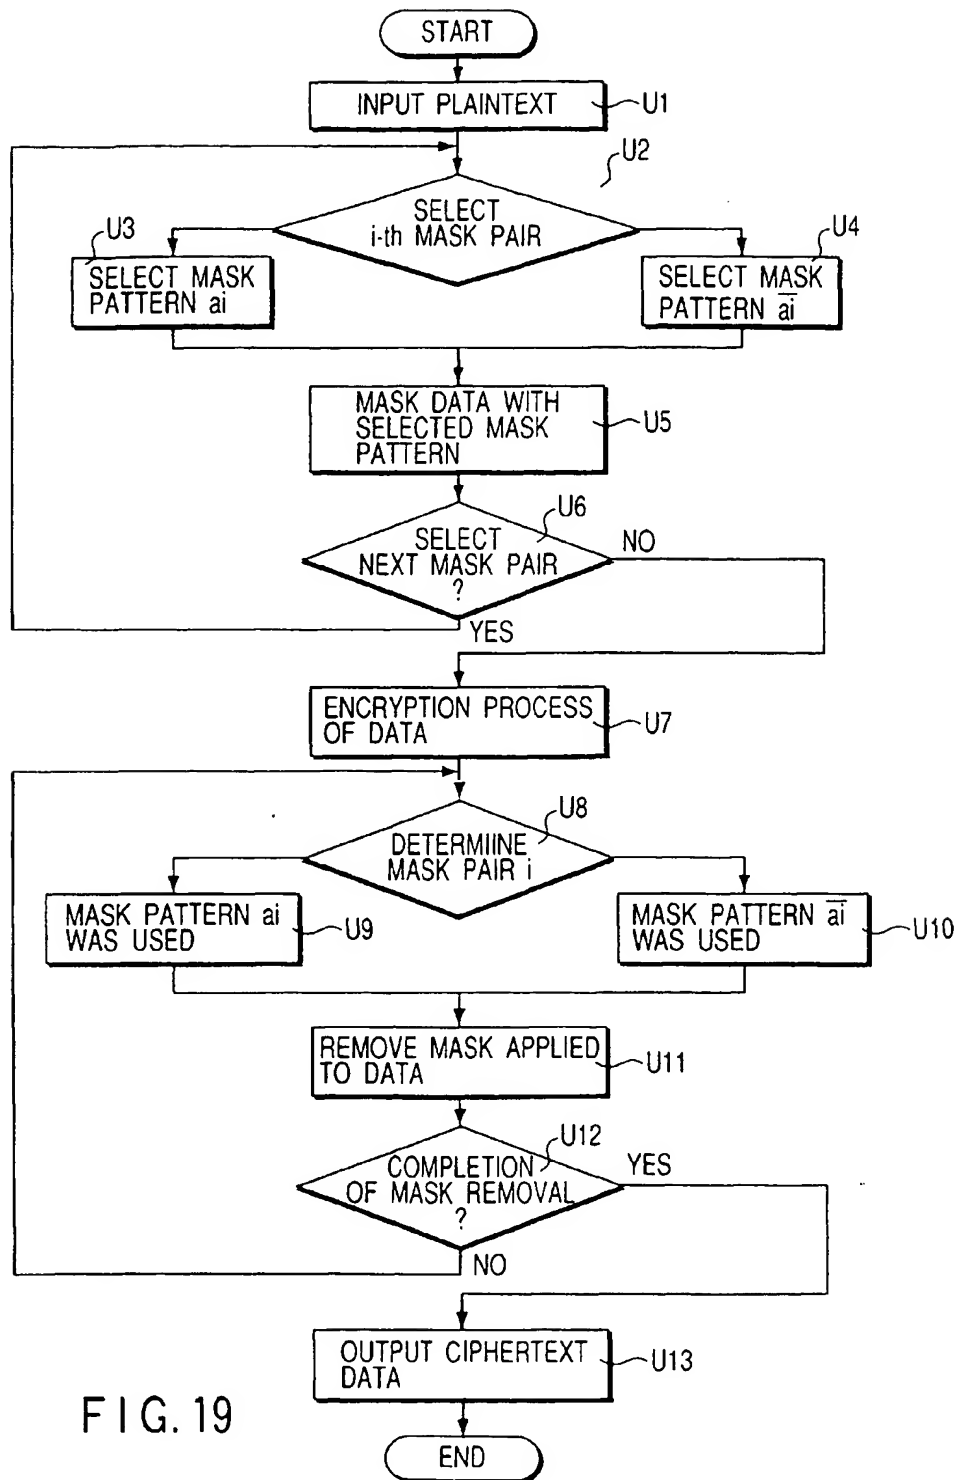 START
INPUT PLAINTEXT
U1
U2
SELECT
i-th MASK PAIR
U3
SELECT MASK
PATTERN ai
U4
SELECT MASK
PATTERN a̅i̅
MASK DATA WITH
SELECTED MASK
PATTERN
U5
U6
SELECT
NEXT MASK PAIR
?
NO
YES
ENCRYPTION PROCESS
OF DATA
U7
U8
DETERMIINE
MASK PAIR i
MASK PATTERN ai
WAS USED
U9
MASK PATTERN a̅i̅
WAS USED
U10
REMOVE MASK APPLIED
TO DATA
U11
U12
COMPLETION
OF MASK REMOVAL
?
YES
NO
OUTPUT CIPHERTEXT
DATA
U13
FIG. 19
END